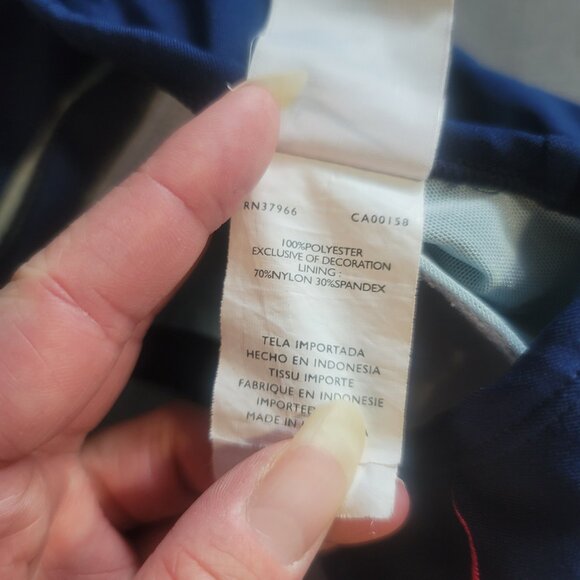 RN37966 CA00158
100%POLYESTER
EXCLUSIVE OF DECORATION
LINING :
70%NYLON 30%SPANDEX
TELA IMPORTADA
HECHO EN INDONESIA
TISSU IMPORTE
FABRIQUE EN INDONESIE
IMPORTED
MADE IN